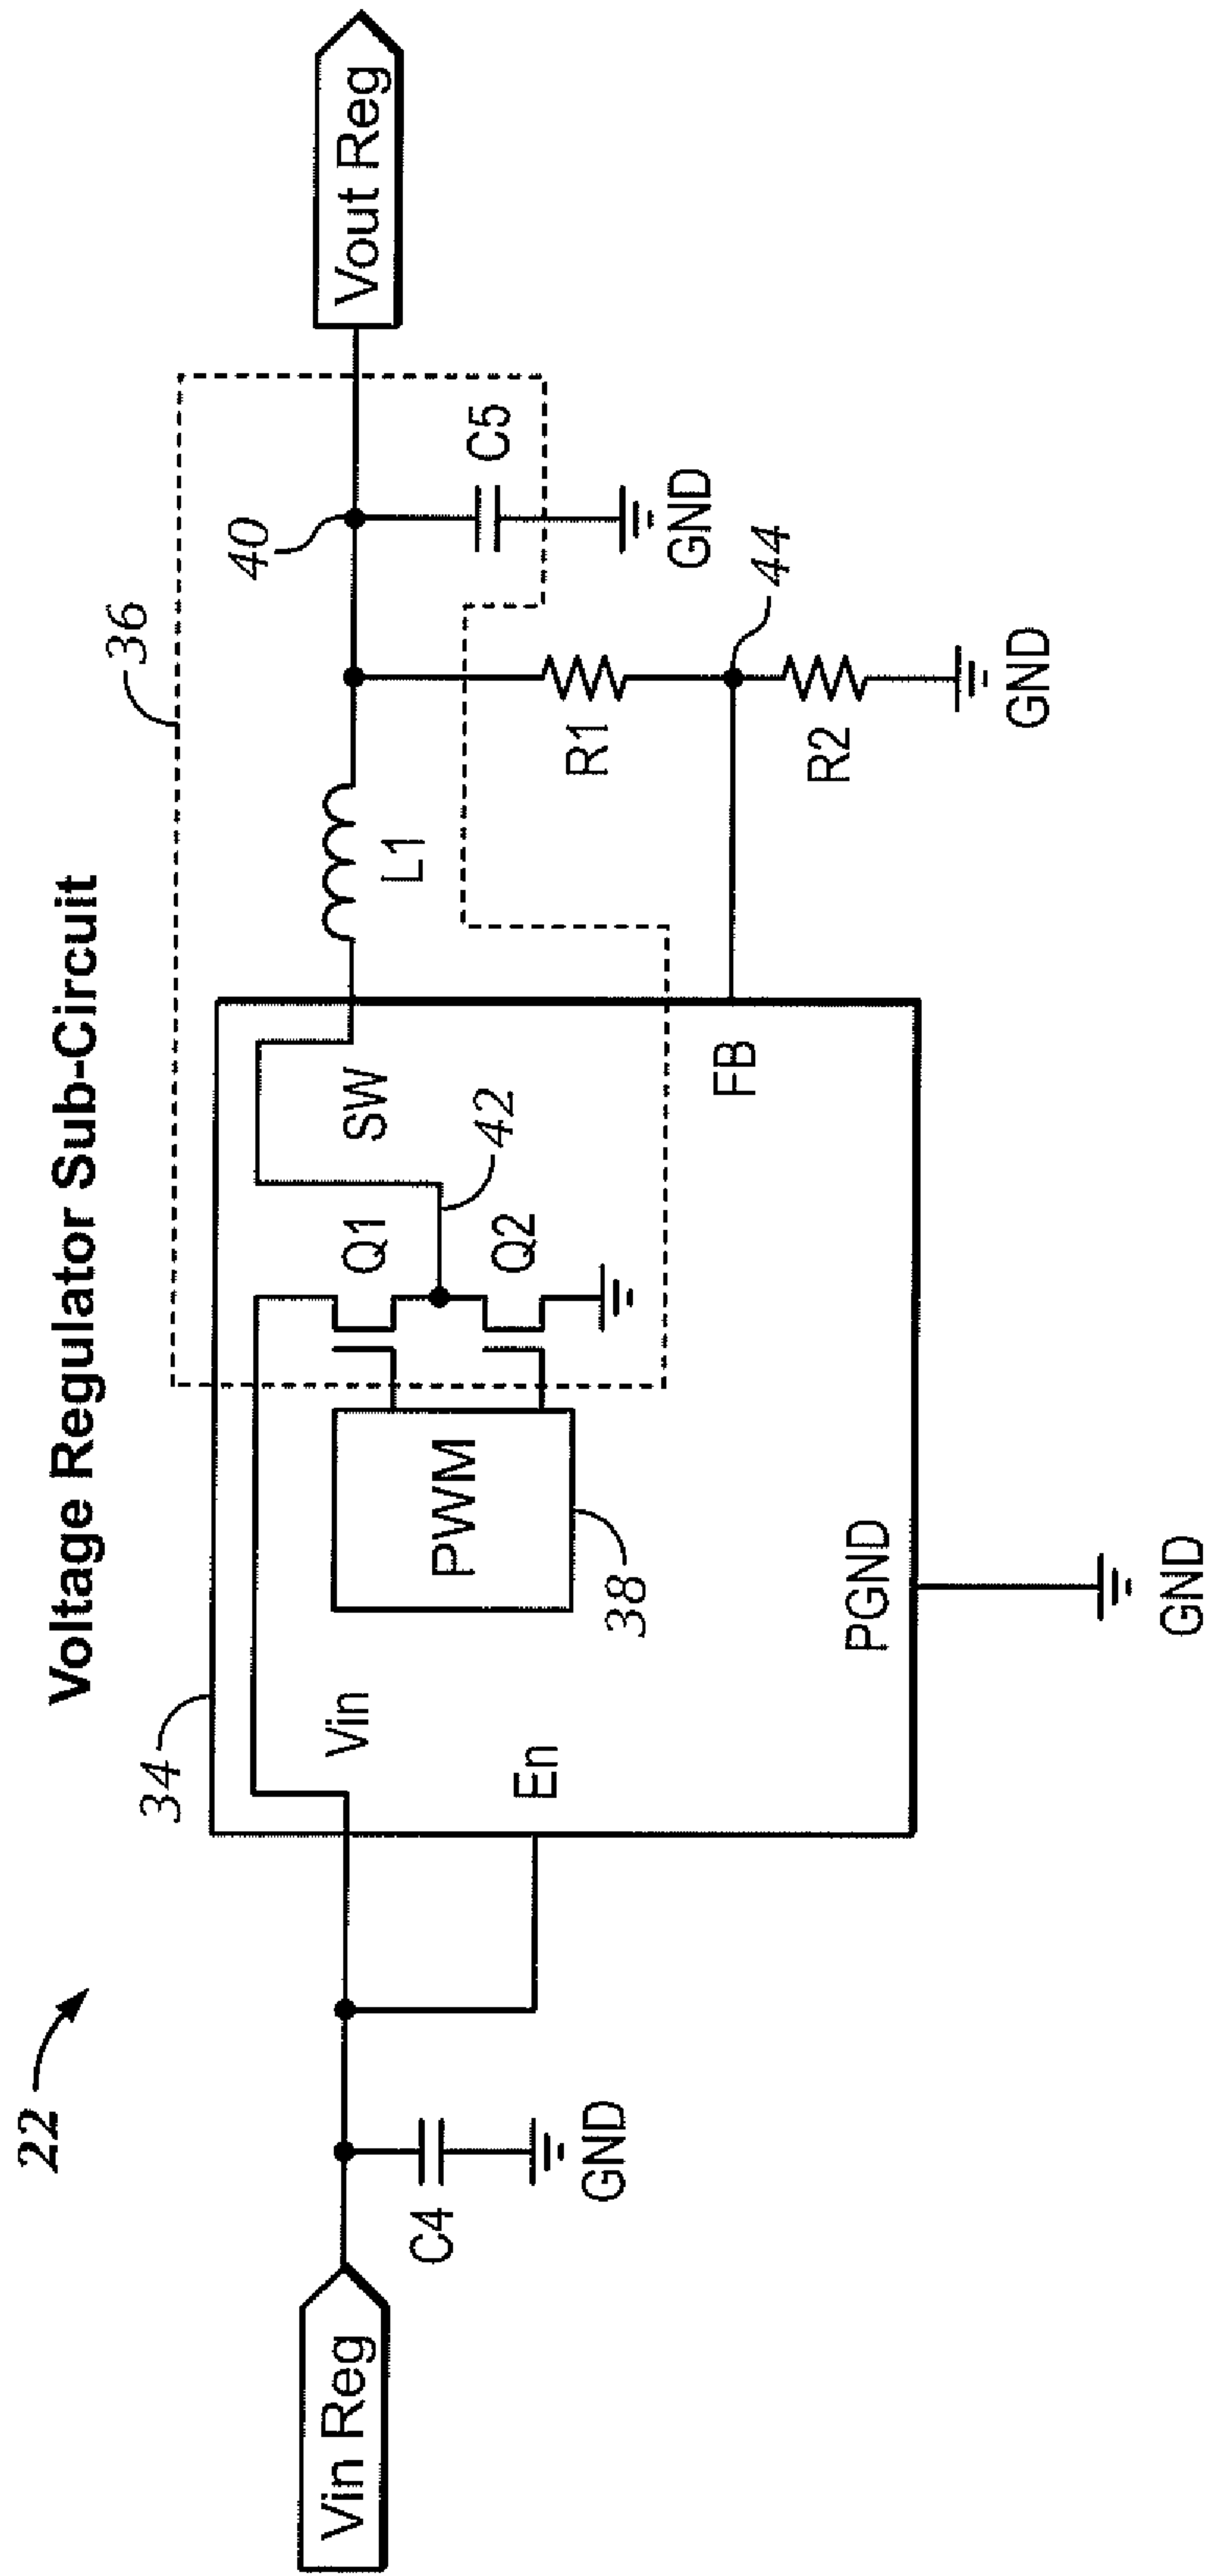 Voltage Regulator Sub-Circuit
22
34
36
40
Vin Reg
C4
GND
Vin
En
PWM
38
PGND
GND
Q1
Q2
42
SW
FB
L1
R1
R2
44
GND
C5
GND
Vout Reg